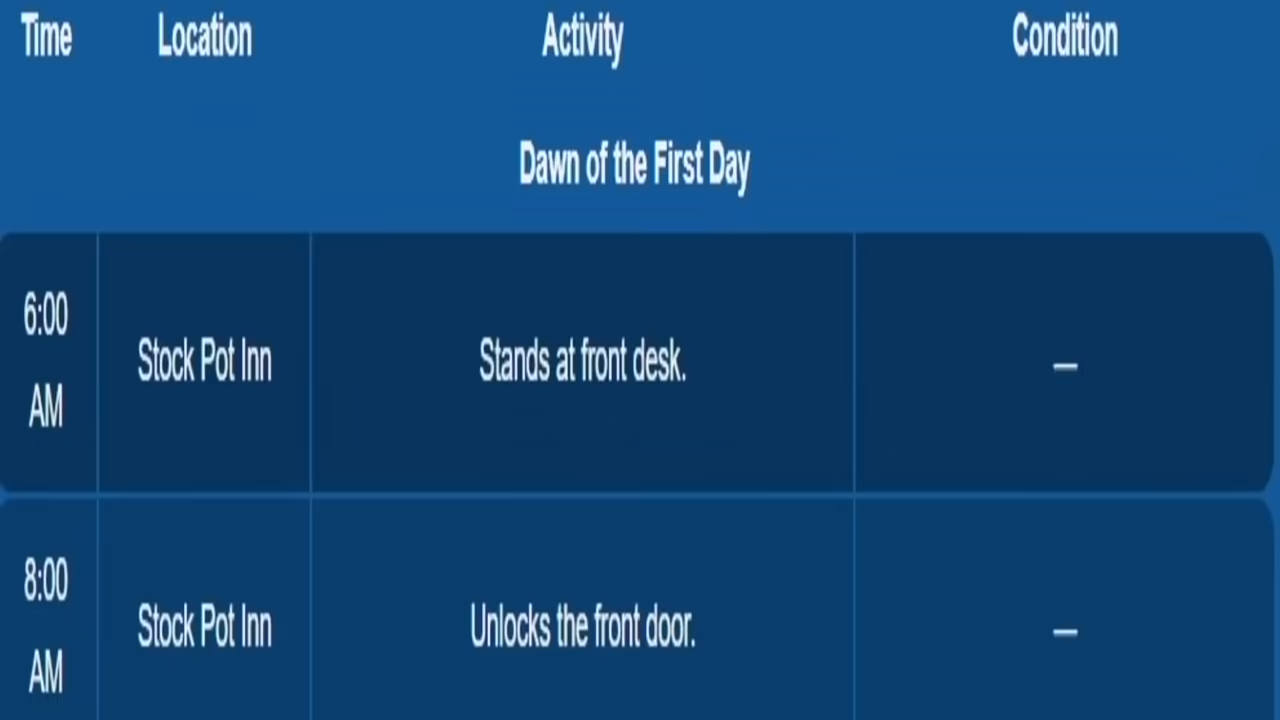 Time Location Activity Condition
Dawn of the First Day
6:00
AM
Stock Pot Inn
Stands at front desk.
—
8:00
AM
Stock Pot Inn
Unlocks the front door.
—